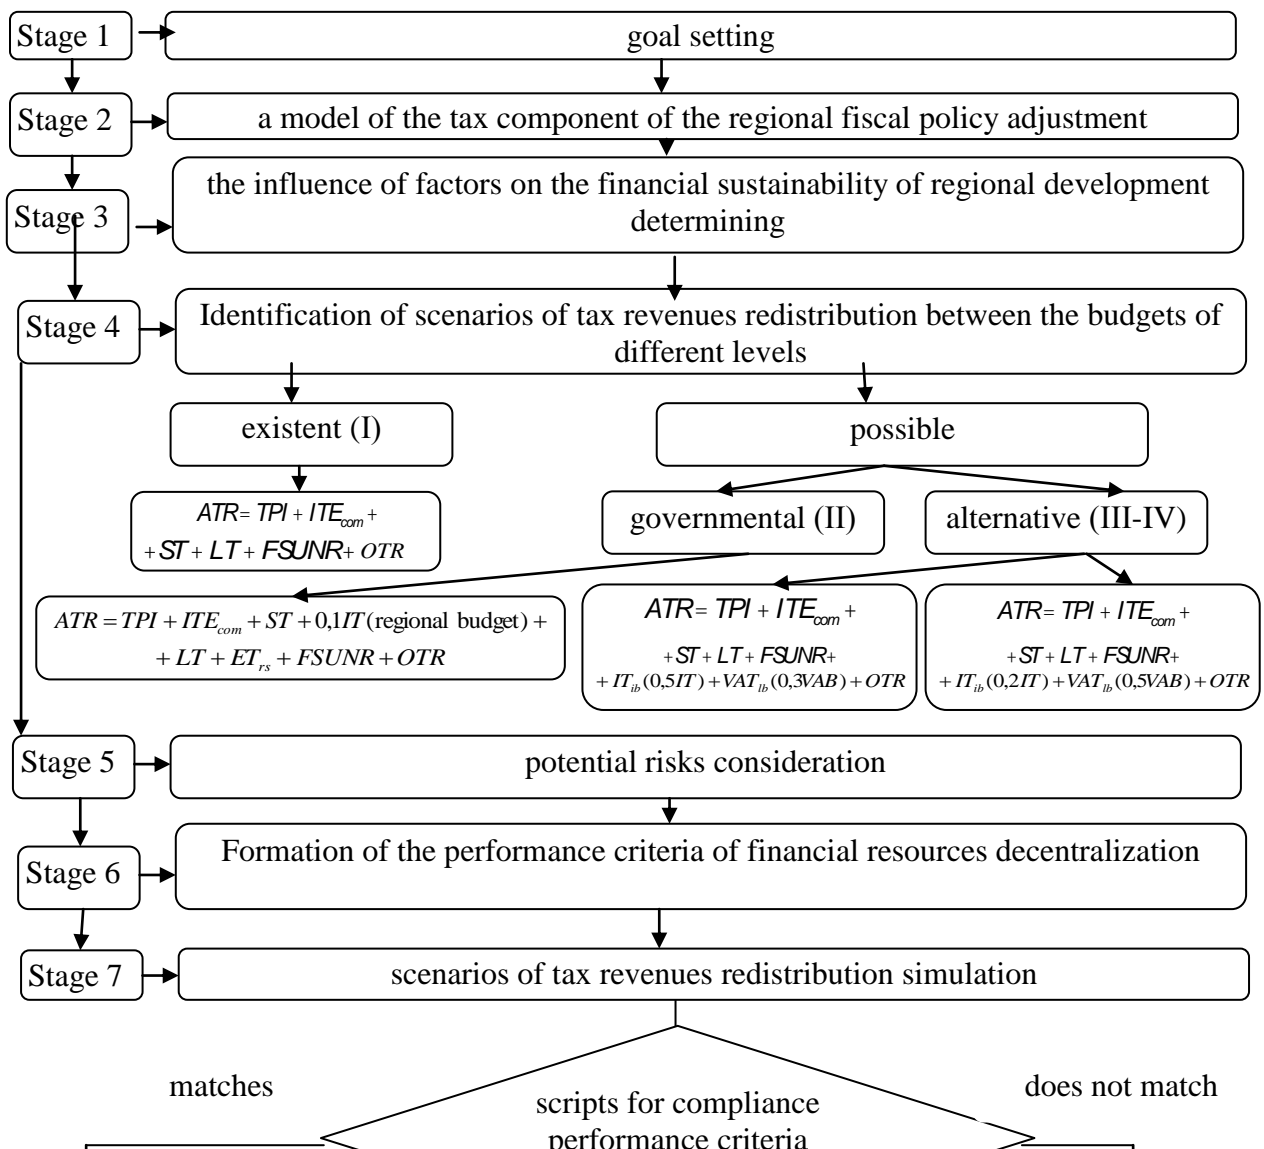 Stage 1
goal setting
Stage 2
a model of the tax component of the regional fiscal policy adjustment
Stage 3
the influence of factors on the financial sustainability of regional development
determining
Stage 4
Identification of scenarios of tax revenues redistribution between the budgets of
different levels
existent (I)
possible
ATR= TPI + ITE_com +
+ ST + LT + FSUNR+ OTR
governmental (II)
alternative (III-IV)
ATR = TPI + ITE_com + ST + 0,1IT(regional budget) +
+ LT + ET_rs + FSUNR + OTR
ATR= TPI + ITE_com +
+ST + LT + FSUNR+
+ IT_ib(0,5IT) + VAT_lb(0,3VAB) + OTR
ATR= TPI + ITE_com +
+ST + LT + FSUNR+
+ IT_ib(0,2IT) + VAT_lb(0,5VAB) + OTR
Stage 5
potential risks consideration
Stage 6
Formation of the performance criteria of financial resources decentralization
Stage 7
scenarios of tax revenues redistribution simulation
matches
does not match
scripts for compliance
performance criteria